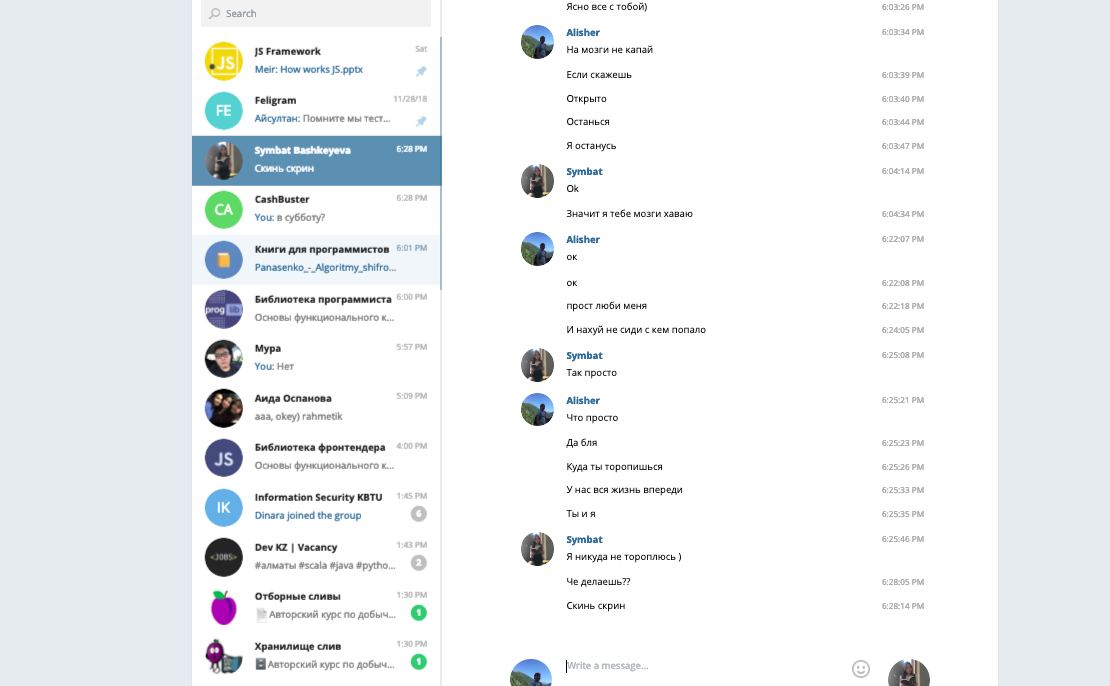 Search
JS Framework
Sat
Meir: How works JS.pptx
FE
Feligram
11/28/18
Айсултан: Помните мы тест...
Symbat Bashkeyeva
6:28 PM
Скинь скрин
CA
CashBuster
6:28 PM
You: в субботу?
Книги для программистов
6:01 PM
Panasenko_-_Algoritmy_shifro...
prog lib
Библиотека программиста
6:00 PM
Основы функционального к...
Мура
5:57 PM
You: Нет
Аида Оспанова
5:09 PM
ааа, okey) rahmetik
JS
Библиотека фронтендера
4:00 PM
Основы функционального к...
IK
Information Security KBTU
1:45 PM
Dinara joined the group
6
<JOBS>
Dev KZ | Vacancy
1:43 PM
#алматы #scala #java #pytho...
2
Отборные сливы
1:30 PM
Авторский курс по добыч...
1
Хранилище слив
1:30 PM
Авторский курс по добыч...
1
Ясно все с тобой)
6:03:26 PM
Alisher
6:03:34 PM
На мозги не капай
Если скажешь
6:03:39 PM
Открыто
6:03:40 PM
Останься
6:03:44 PM
Я останусь
6:03:47 PM
Symbat
6:04:14 PM
Ok
Значит я тебе мозги хаваю
6:04:34 PM
Alisher
6:22:07 PM
ок
ок
6:22:08 PM
прост люби меня
6:22:18 PM
И нахуй не сиди с кем попало
6:24:05 PM
Symbat
6:25:08 PM
Так просто
Alisher
6:25:21 PM
Что просто
Да бля
6:25:23 PM
Куда ты торопишься
6:25:26 PM
У нас вся жизнь впереди
6:25:33 PM
Ты и я
6:25:35 PM
Symbat
6:25:46 PM
Я никуда не тороплюсь )
Че делаешь??
6:28:05 PM
Скинь скрин
6:28:14 PM
Write a message...